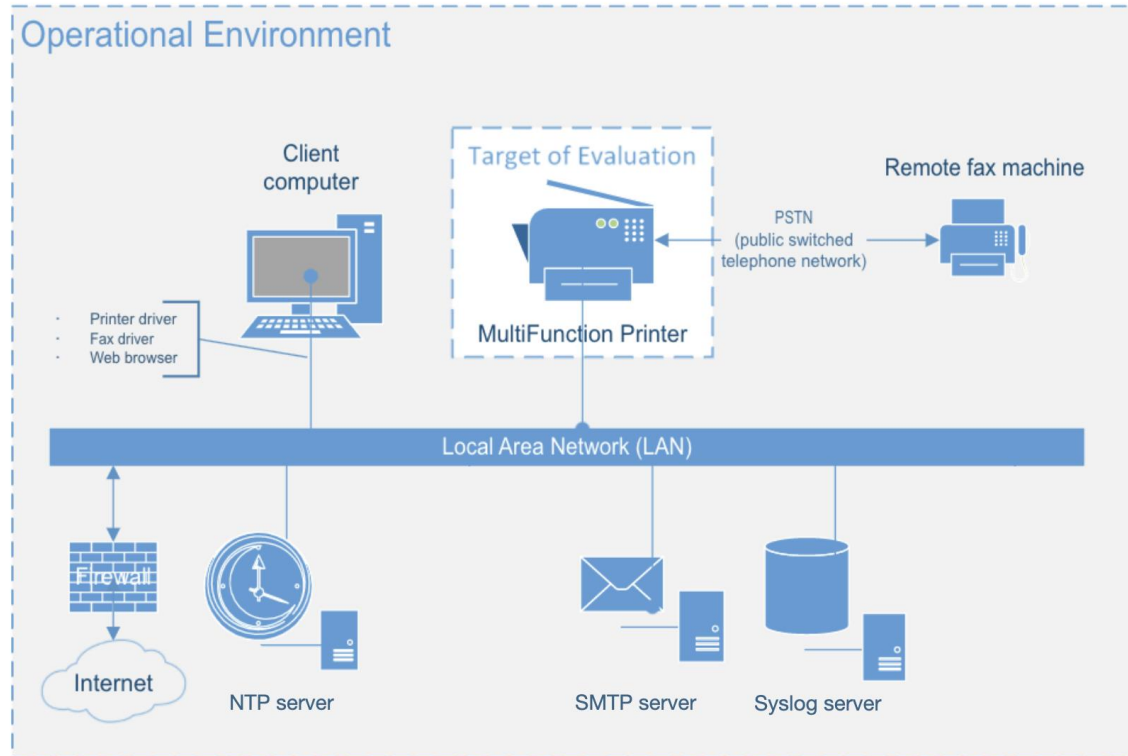 Operational Environment
Client
computer
Target of Evaluation
MultiFunction Printer
PSTN
(public switched
telephone network)
Remote fax machine
· Printer driver
· Fax driver
· Web browser
Local Area Network (LAN)
Firewall
Internet
NTP server
SMTP server
Syslog server